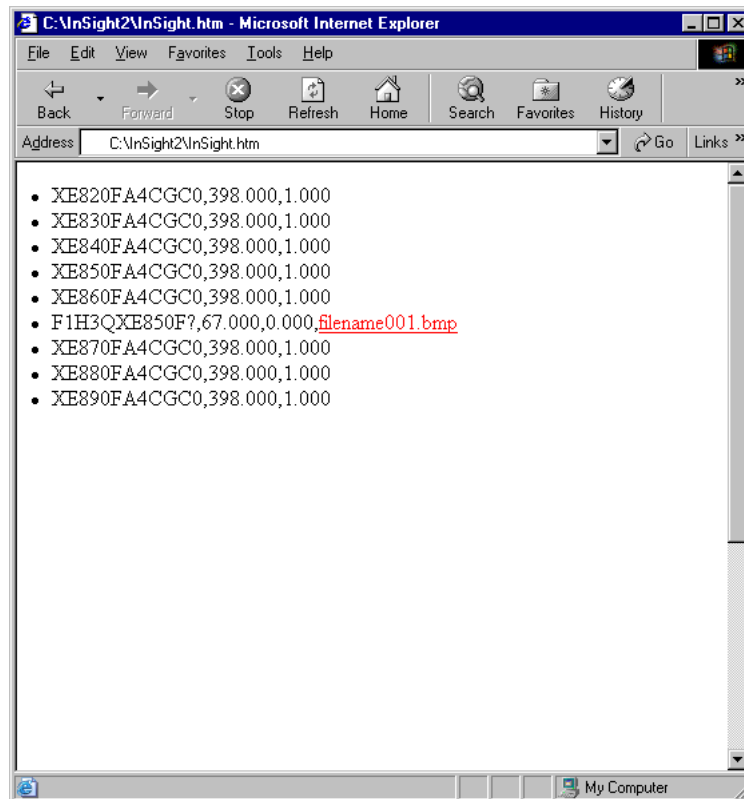 C:\InSight2\InSight.htm - Microsoft Internet Explorer
File Edit View Favorites Tools Help
Back Forward Stop Refresh Home Search Favorites History »
Address C:\InSight2\InSight.htm Go Links »
• XE820FA4CGC0,398.000,1.000
• XE830FA4CGC0,398.000,1.000
• XE840FA4CGC0,398.000,1.000
• XE850FA4CGC0,398.000,1.000
• XE860FA4CGC0,398.000,1.000
• F1H3QXE850F?,67.000,0.000,filename001.bmp
• XE870FA4CGC0,398.000,1.000
• XE880FA4CGC0,398.000,1.000
• XE890FA4CGC0,398.000,1.000
My Computer